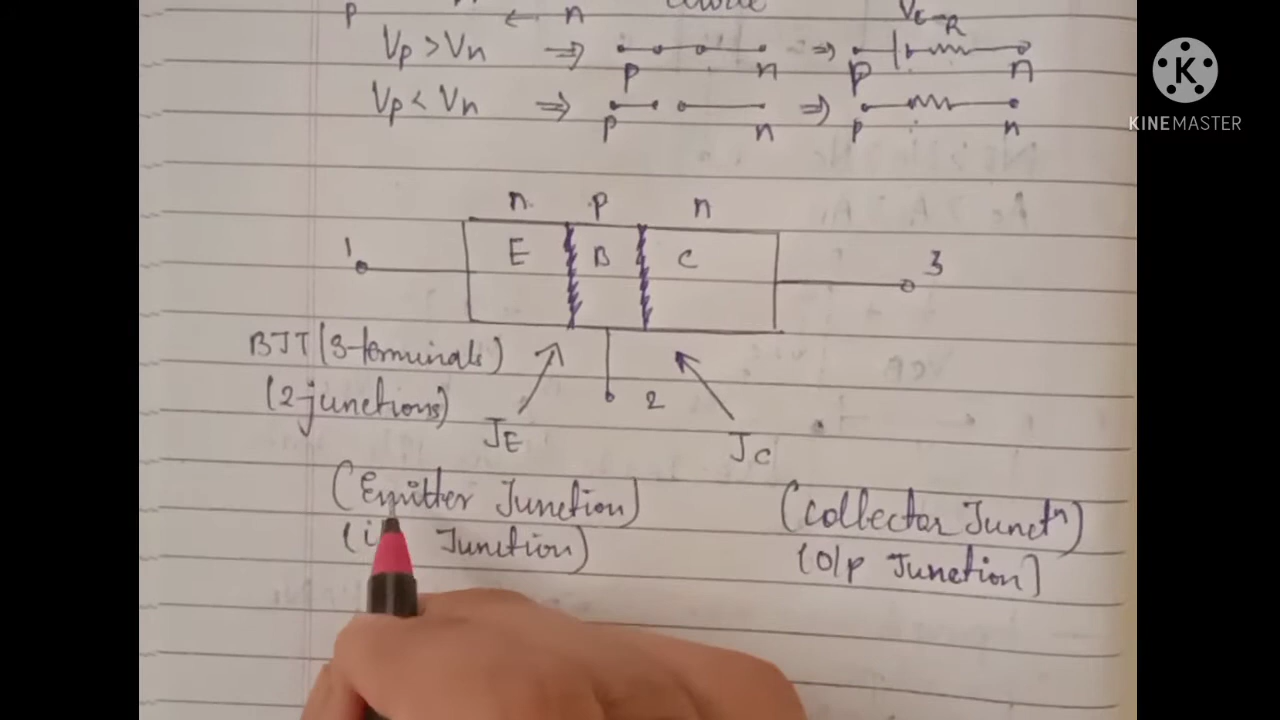 p ← n
Vp > Vn ⇒ p n ⇒ p R n
Vp < Vn ⇒ p n ⇒ p n
KINEMASTER
n p n
1 E B C 3
BJT (3-terminals)
(2-junctions)
2
JE JC
(Emitter Junction) (Collector Junctn)
(i Junction) (O/p Junction)